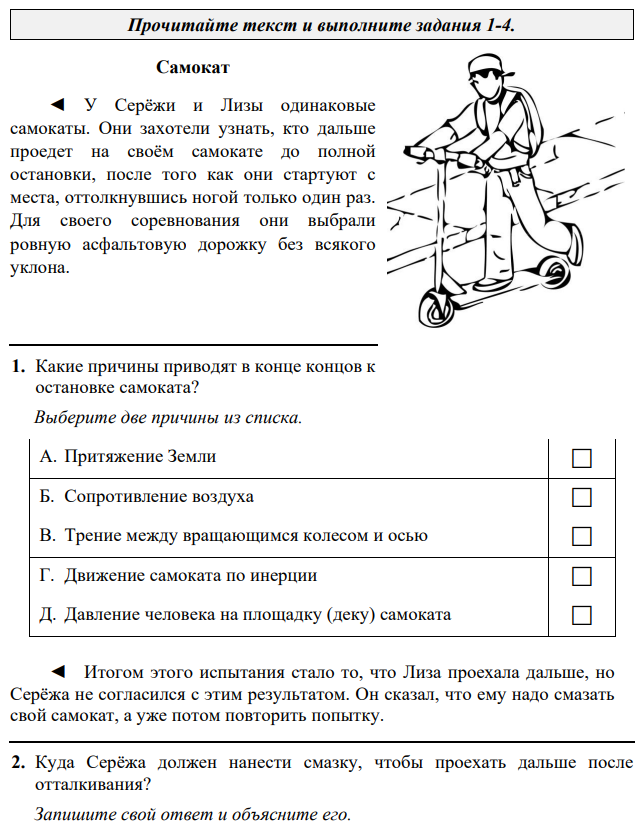 Прочитайте текст и выполните задания 1-4.
Самокат
◄ У Серёжи и Лизы одинаковые
самокаты. Они захотели узнать, кто дальше
проедет на своём самокате до полной
остановки, после того как они стартуют с
места, оттолкнувшись ногой только один раз.
Для своего соревнования они выбрали
ровную асфальтовую дорожку без всякого
уклона.
1. Какие причины приводят в конце концов к
остановке самоката?
Выберите две причины из списка.
А. Притяжение Земли
Б. Сопротивление воздуха
В. Трение между вращающимся колесом и осью
Г. Движение самоката по инерции
Д. Давление человека на площадку (деку) самоката
◄ Итогом этого испытания стало то, что Лиза проехала дальше, но
Серёжа не согласился с этим результатом. Он сказал, что ему надо смазать
свой самокат, а уже потом повторить попытку.
2. Куда Серёжа должен нанести смазку, чтобы проехать дальше после
отталкивания?
Запишите свой ответ и объясните его.